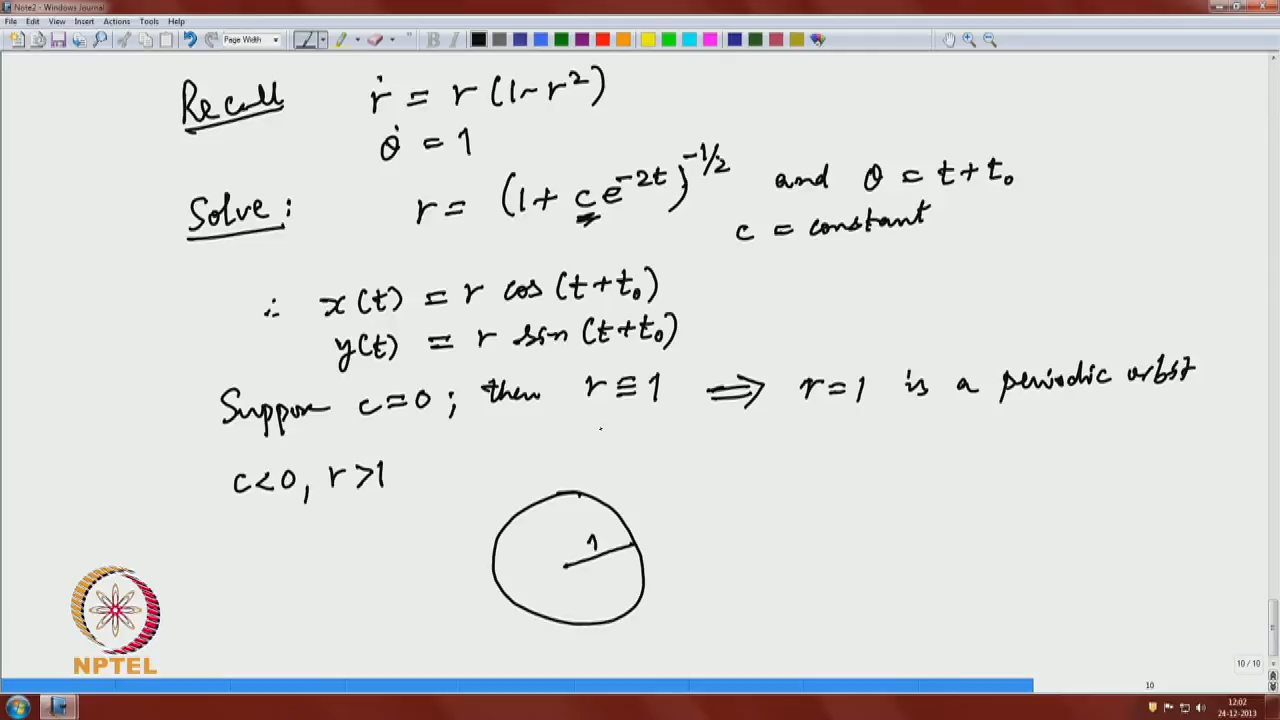 Note2 - Windows Journal
File Edit View Insert Actions Tools Help
Page Width
Recall ṙ = r (1 - r²)
θ̇ = 1
Solve: r = (1 + c e^{-2t})^{-1/2} and θ = t + t₀
c = constant
∴ x(t) = r cos (t + t₀)
y(t) = r sin (t + t₀)
Suppose c = 0 ; then r ≡ 1 ⟹ r = 1 is a periodic orbit
c < 0, r > 1
1
NPTEL
10 / 10
10
12:02
24-12-2013